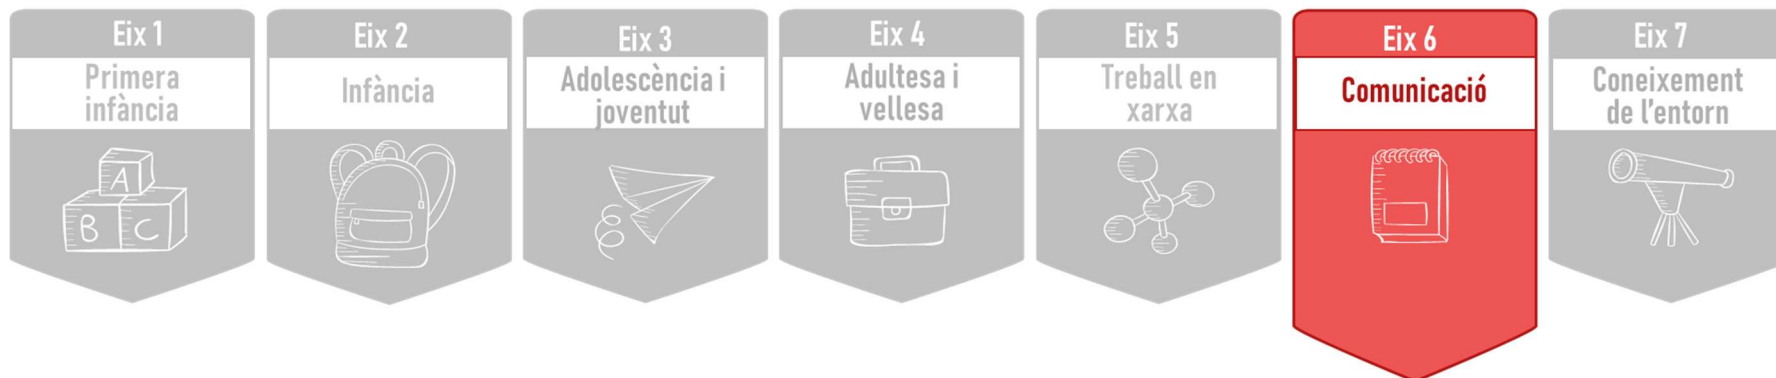 Eix 1
Primera
infància
A
B C
Eix 2
Infància
Eix 3
Adolescència i
joventut
Eix 4
Adultesa i
vellesa
Eix 5
Treball en
xarxa
Eix 6
Comunicació
Eix 7
Coneixement
de l'entorn